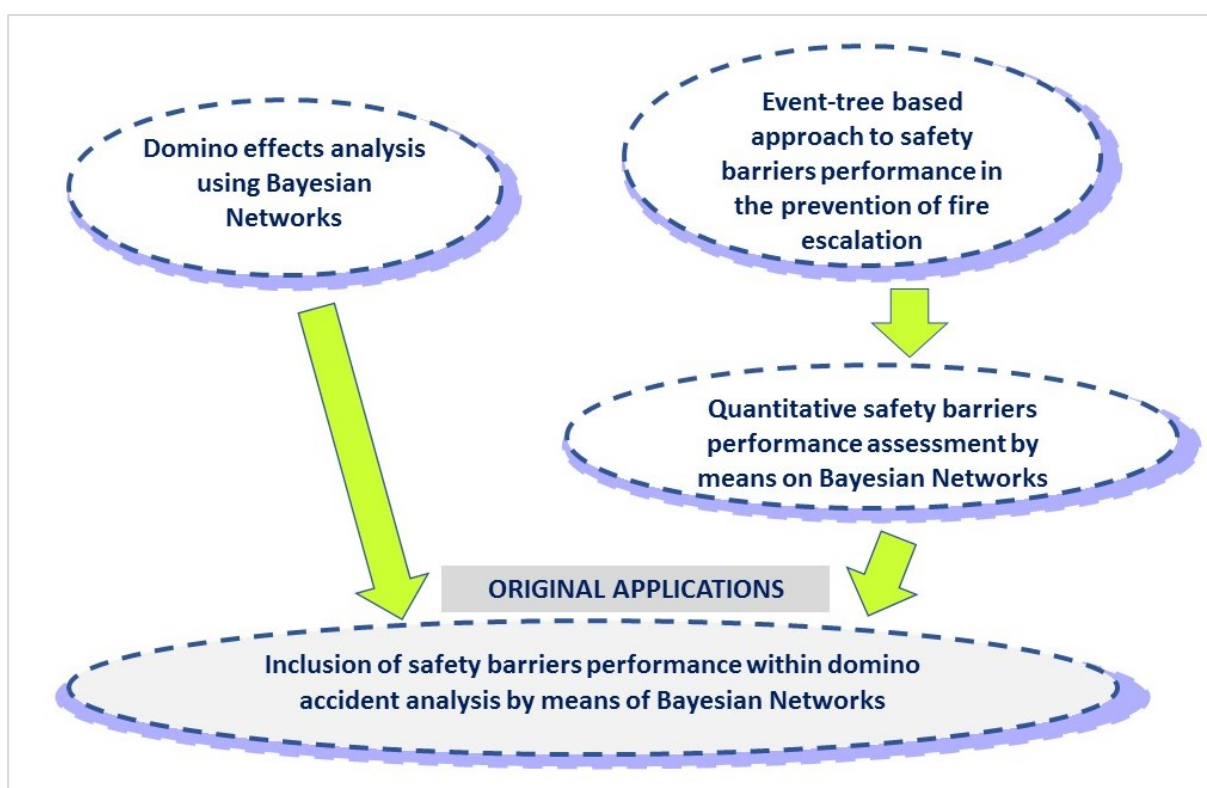 Domino effects analysis
using Bayesian
Networks
Event-tree based
approach to safety
barriers performance in
the prevention of fire
escalation
Quantitative safety barriers
performance assessment by
means on Bayesian Networks
ORIGINAL APPLICATIONS
Inclusion of safety barriers performance within domino
accident analysis by means of Bayesian Networks